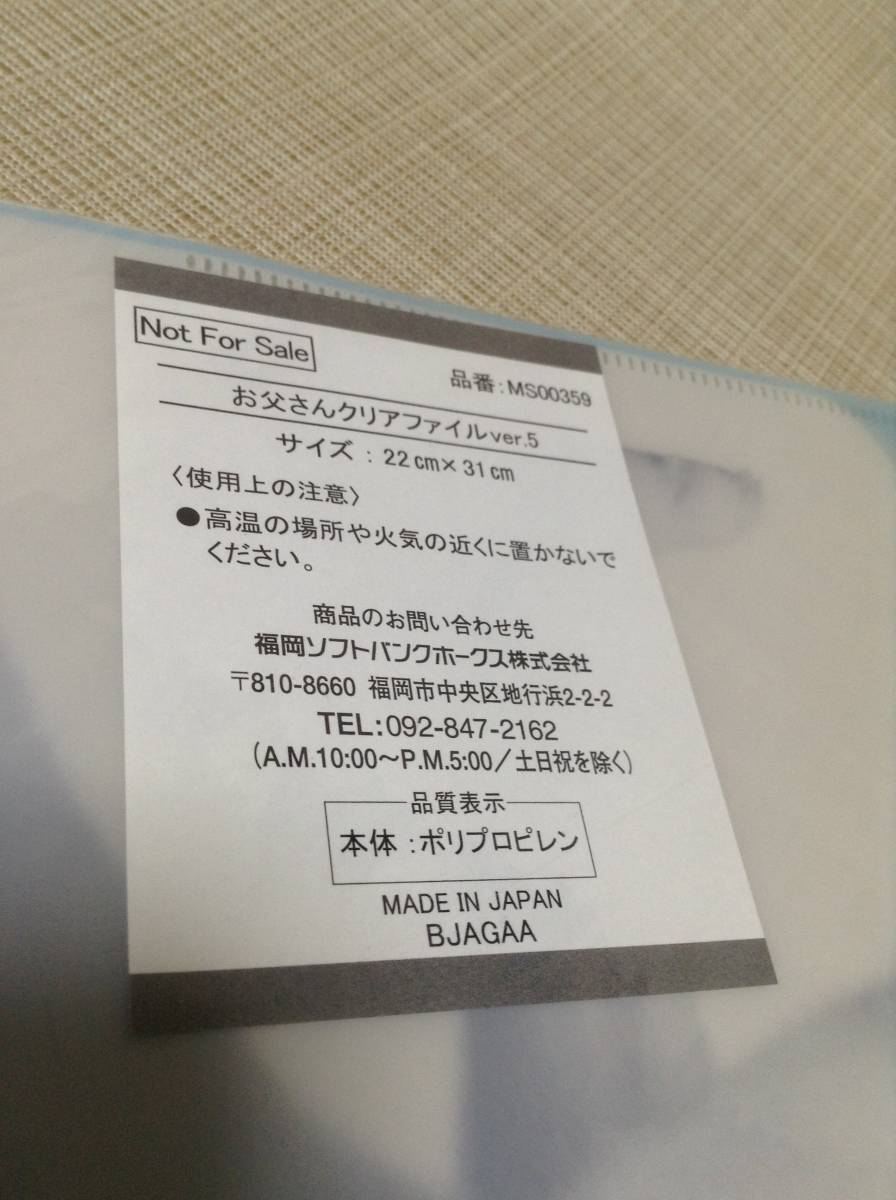 Not For Sale
品番:MS00359
お父さんクリアファイルver.5
サイズ : 22cm×31cm
〈使用上の注意〉
●高温の場所や火気の近くに置かないで
ください。
商品のお問い合わせ先
福岡ソフトバンクホークス株式会社
〒810-8660 福岡市中央区地行浜2-2-2
TEL:092-847-2162
(A.M.10:00〜P.M.5:00/土日祝を除く)
品質表示
本体:ポリプロピレン
MADE IN JAPAN
BJAGAA